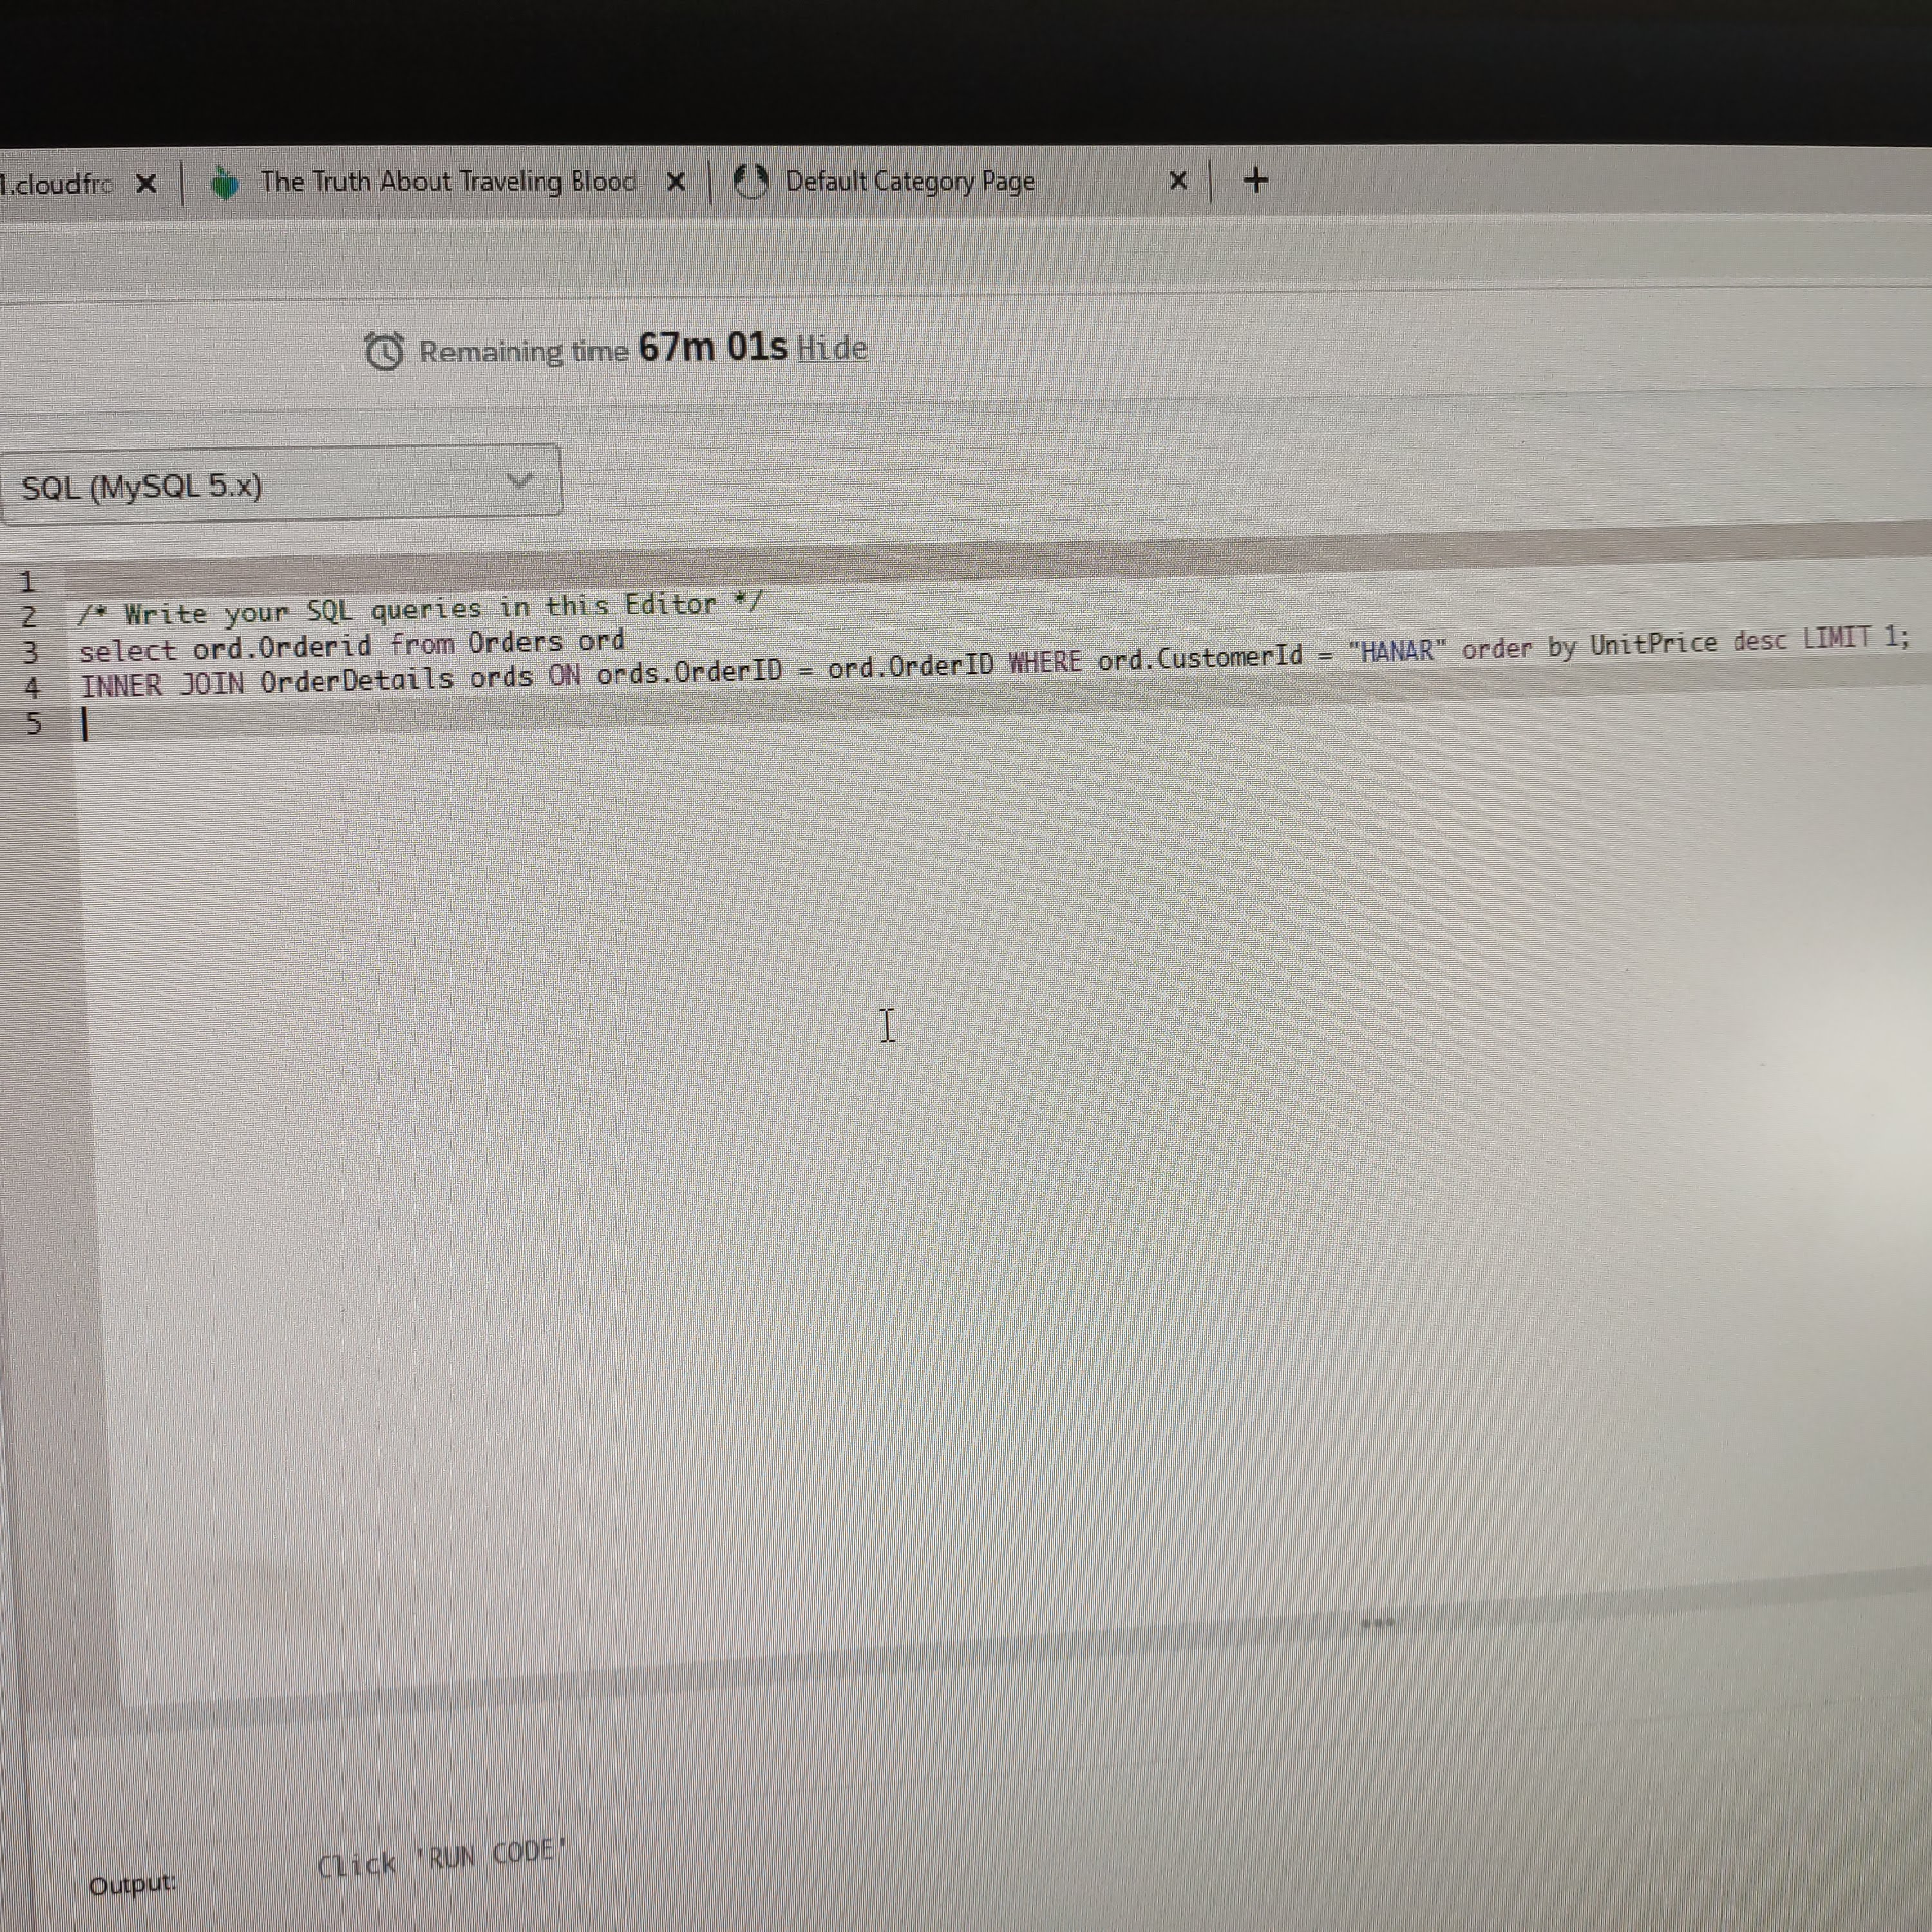 1.cloudfrc
The Truth About Traveling Blood
Default Category Page
Remaining time 67m 01s Hide
SQL (MySQL 5.x)
1
2 /* Write your SQL queries in this Editor */
3 select ord.Orderid from Orders ord
4 INNER JOIN OrderDetails ords ON ords.OrderID = ord.OrderID WHERE ord.CustomerId = "HANAR" order by UnitPrice desc LIMIT 1;
5
Output:
Click 'RUN CODE'